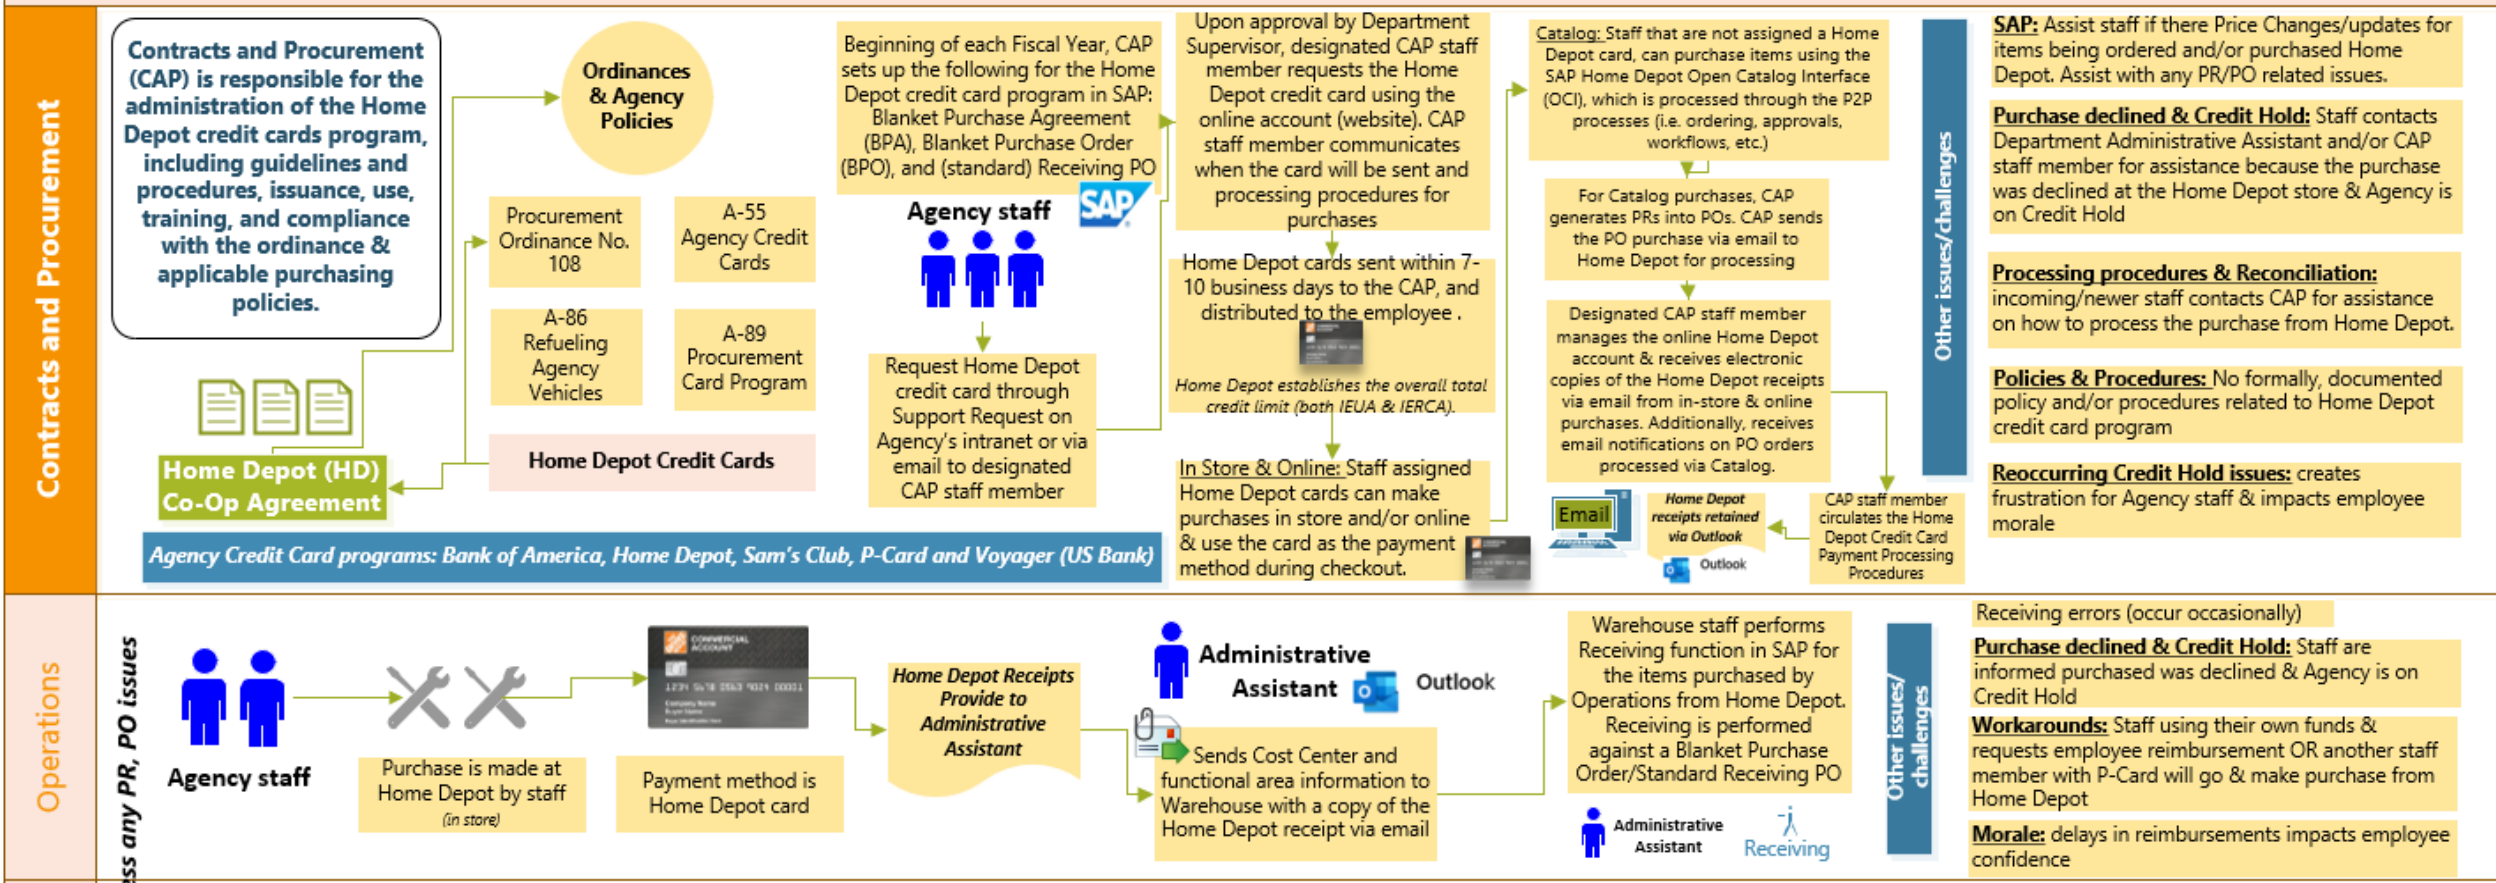 Contracts and Procurement
Contracts and Procurement
(CAP) is responsible for the
administration of the Home
Depot credit cards program,
including guidelines and
procedures, issuance, use,
training, and compliance
with the ordinance &
applicable purchasing
policies.
Home Depot (HD)
Co-Op Agreement
Ordinances
& Agency
Policies
Procurement
Ordinance No.
108
A-55
Agency Credit
Cards
A-86
Refueling
Agency
Vehicles
A-89
Procurement
Card Program
Home Depot Credit Cards
Agency Credit Card programs: Bank of America, Home Depot, Sam's Club, P-Card and Voyager (US Bank)
Beginning of each Fiscal Year, CAP
sets up the following for the Home
Depot credit card program in SAP:
Blanket Purchase Agreement
(BPA), Blanket Purchase Order
(BPO), and (standard) Receiving PO
SAP
Agency staff
Request Home Depot
credit card through
Support Request on
Agency's intranet or via
email to designated
CAP staff member
Upon approval by Department
Supervisor, designated CAP staff
member requests the Home
Depot credit card using the
online account (website). CAP
staff member communicates
when the card will be sent and
processing procedures for
purchases
Home Depot cards sent within 7-
10 business days to the CAP, and
distributed to the employee .
Home Depot establishes the overall total
credit limit (both IEUA & IERCA).
In Store & Online: Staff assigned
Home Depot cards can make
purchases in store and/or online
& use the card as the payment
method during checkout.
Catalog: Staff that are not assigned a Home
Depot card, can purchase items using the
SAP Home Depot Open Catalog Interface
(OCI), which is processed through the P2P
processes (i.e. ordering, approvals,
workflows, etc.)
For Catalog purchases, CAP
generates PRs into POs. CAP sends
the PO purchase via email to
Home Depot for processing
Designated CAP staff member
manages the online Home Depot
account & receives electronic
copies of the Home Depot receipts
via email from in-store & online
purchases. Additionally, receives
email notifications on PO orders
processed via Catalog.
Email
Home Depot
receipts retained
via Outlook
Outlook
CAP staff member
circulates the Home
Depot Credit Card
Payment Processing
Procedures
Other issues/challenges
SAP: Assist staff if there Price Changes/updates for
items being ordered and/or purchased Home
Depot. Assist with any PR/PO related issues.
Purchase declined & Credit Hold: Staff contacts
Department Administrative Assistant and/or CAP
staff member for assistance because the purchase
was declined at the Home Depot store & Agency is
on Credit Hold
Processing procedures & Reconciliation:
incoming/newer staff contacts CAP for assistance
on how to process the purchase from Home Depot.
Policies & Procedures: No formally, documented
policy and/or procedures related to Home Depot
credit card program
Reoccurring Credit Hold issues: creates
frustration for Agency staff & impacts employee
morale
Operations
ess any PR, PO issues
Agency staff
Purchase is made at
Home Depot by staff
(in store)
COMMERCIAL
ACCOUNT
Payment method is
Home Depot card
Home Depot Receipts
Provide to
Administrative
Assistant
Administrative
Assistant
Outlook
Sends Cost Center and
functional area information to
Warehouse with a copy of the
Home Depot receipt via email
Warehouse staff performs
Receiving function in SAP for
the items purchased by
Operations from Home Depot.
Receiving is performed
against a Blanket Purchase
Order/Standard Receiving PO
Administrative
Assistant
Receiving
Other issues/
challenges
Receiving errors (occur occasionally)
Purchase declined & Credit Hold: Staff are
informed purchased was declined & Agency is on
Credit Hold
Workarounds: Staff using their own funds &
requests employee reimbursement OR another staff
member with P-Card will go & make purchase from
Home Depot
Morale: delays in reimbursements impacts employee
confidence